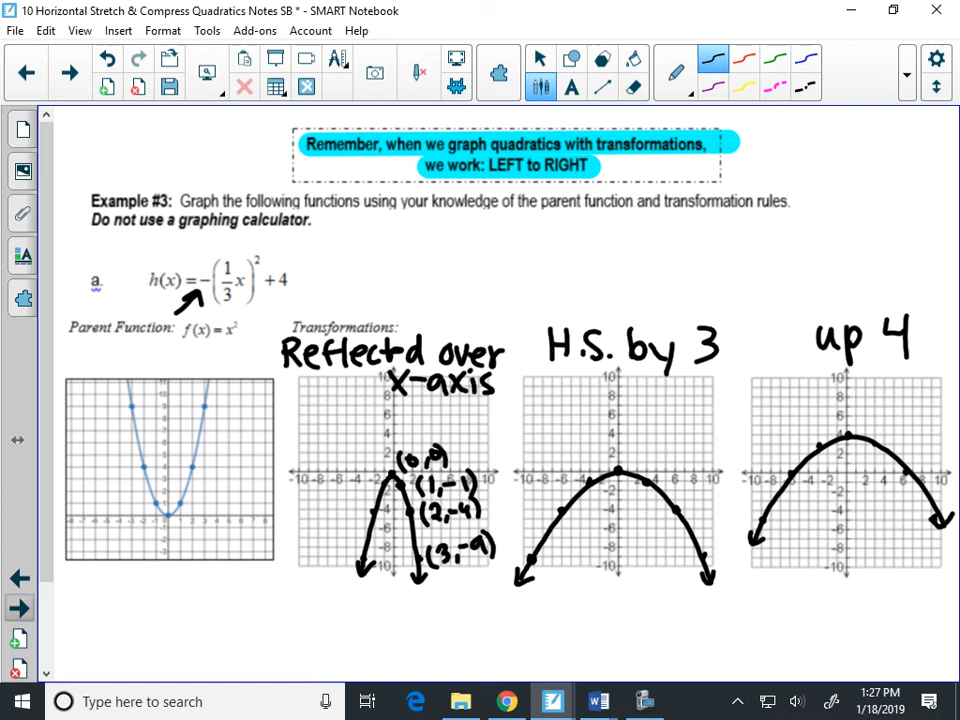 10 Horizontal Stretch & Compress Quadratics Notes SB * - SMART Notebook
File Edit View Insert Format Tools Add-ons Account Help
Remember, when we graph quadratics with transformations,
we work: LEFT to RIGHT
Example #3: Graph the following functions using your knowledge of the parent function and transformation rules.
Do not use a graphing calculator.
a. h(x) = -(1/3 x)² + 4
Parent Function: f(x) = x²
Transformations:
Reflectd over
x-axis
H.S. by 3
up 4
(0,0)
(1,-1)
(2,-4)
(3,-9)
Type here to search
1:27 PM
1/18/2019